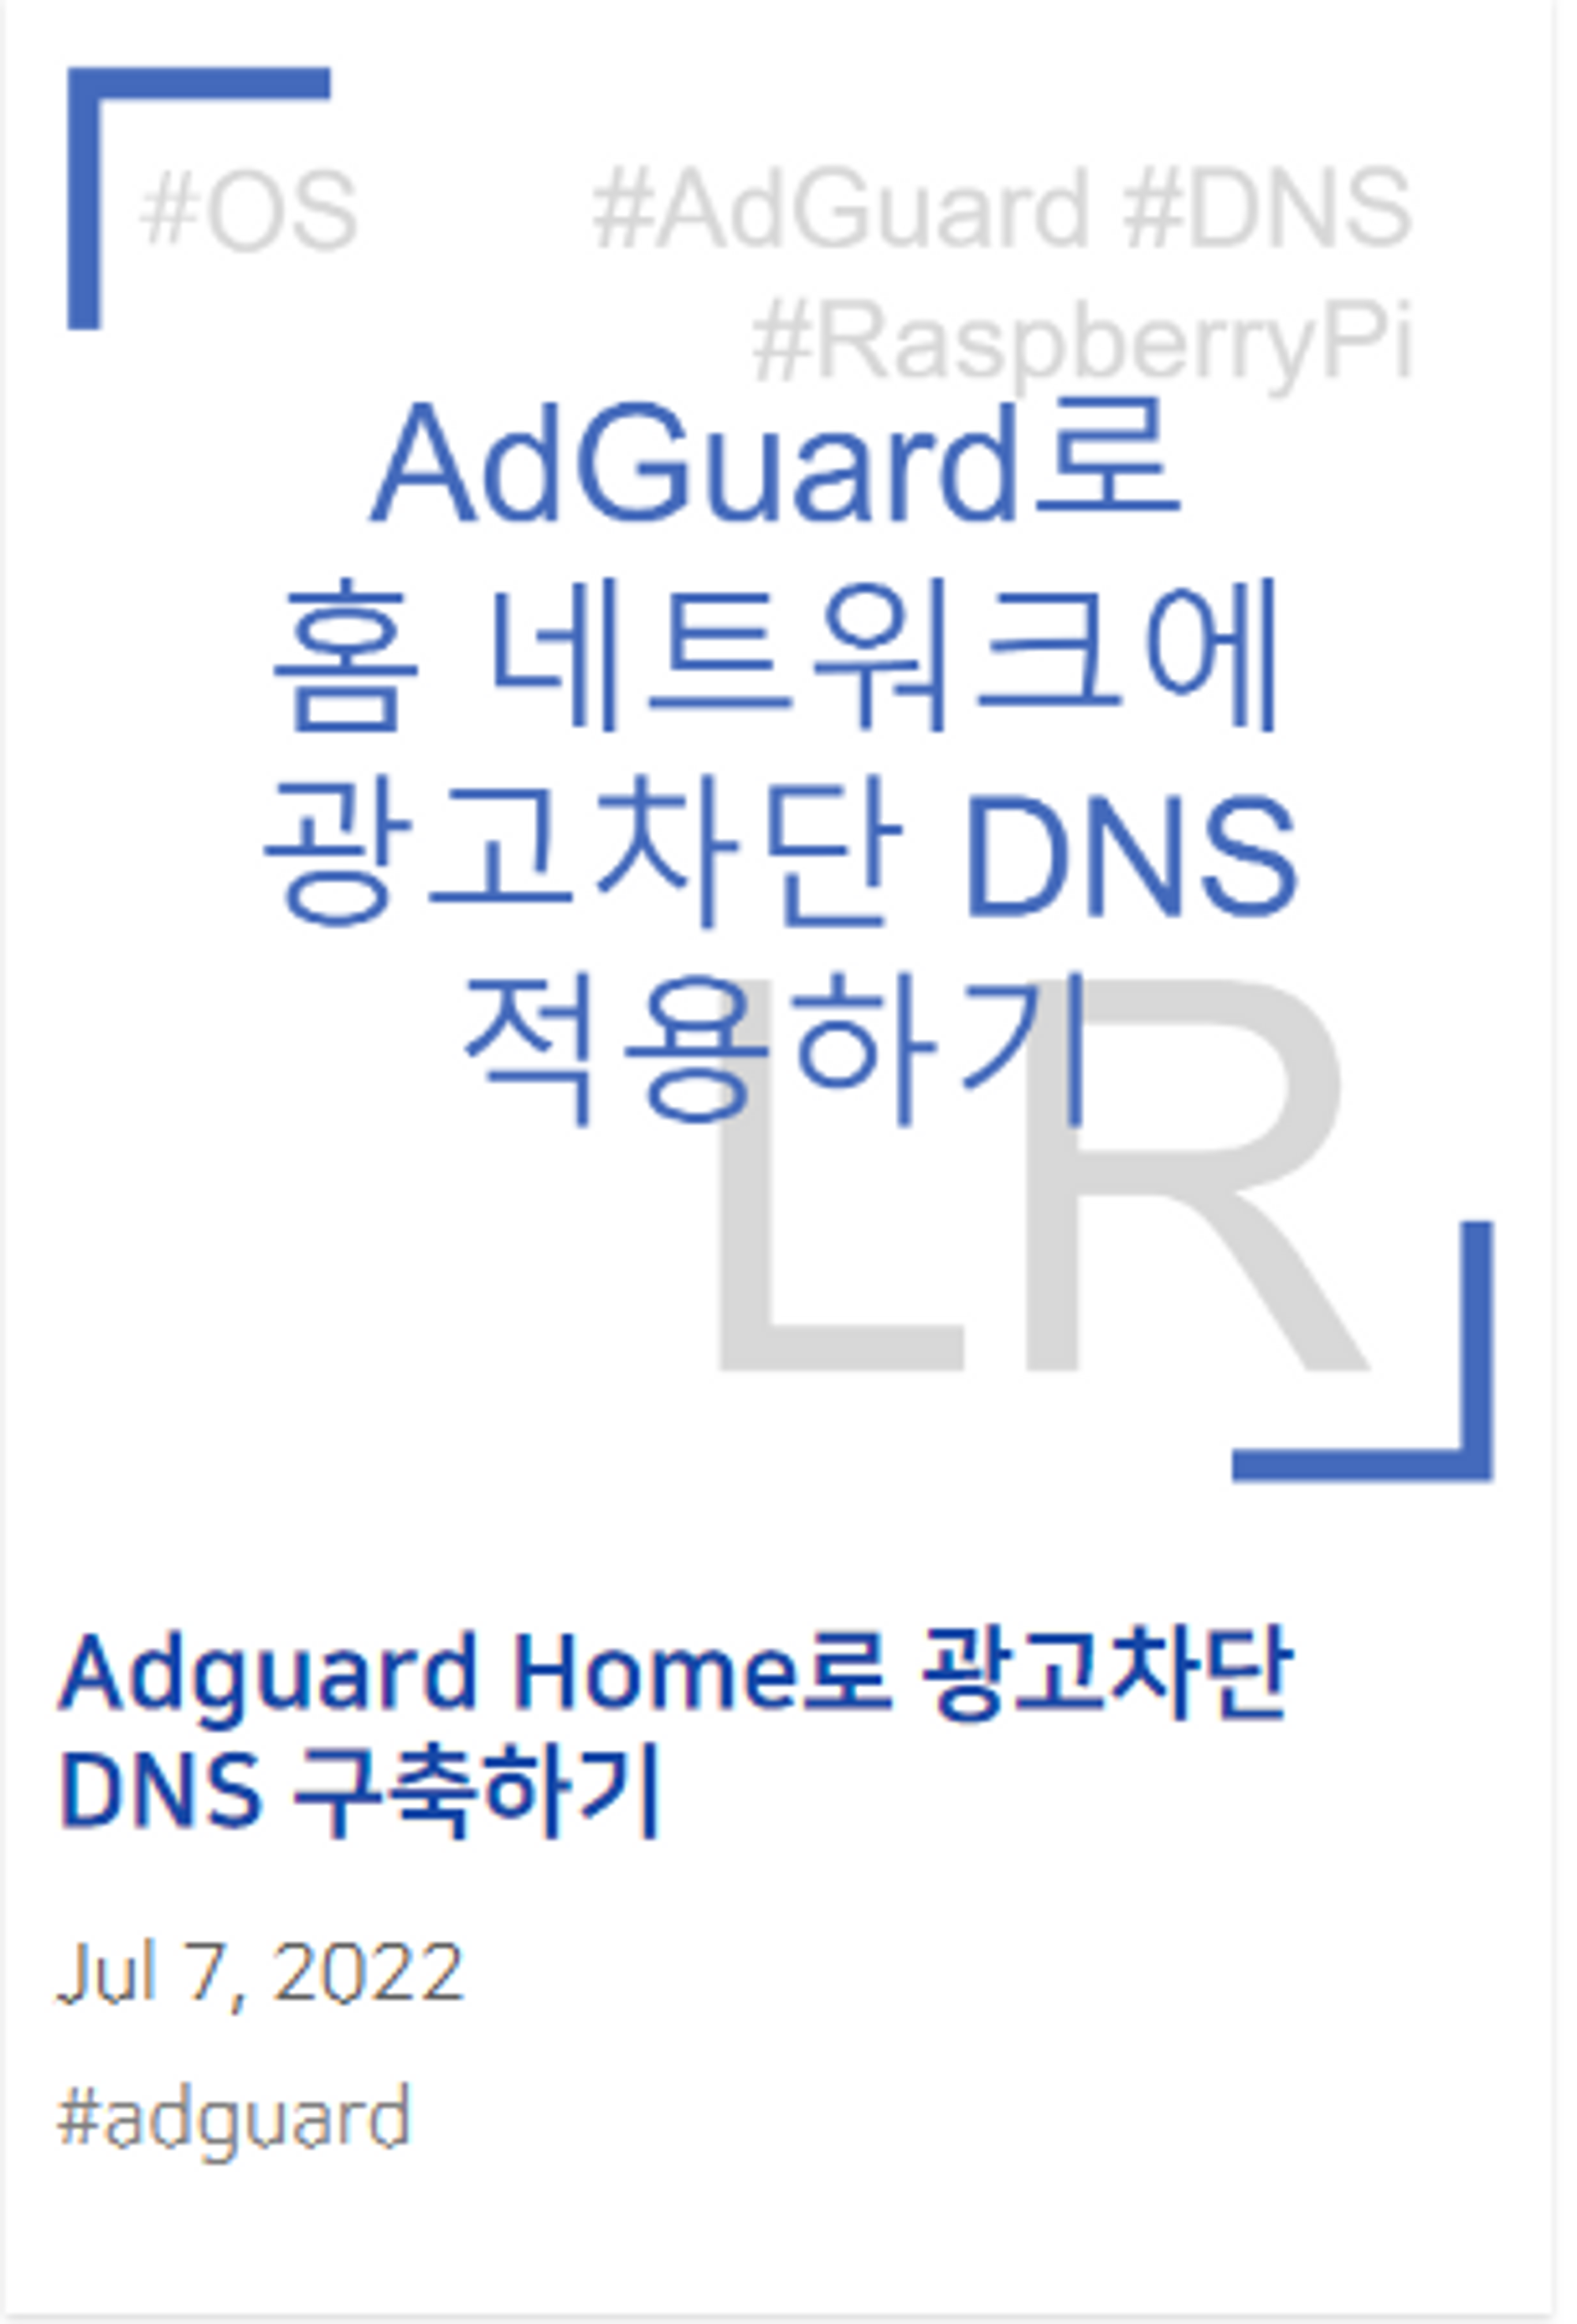 #OS #AdGuard #DNS
#RaspberryPi
AdGuard로
홈 네트워크에
광고차단 DNS
적용하기
LR
Adguard Home로 광고차단
DNS 구축하기
Jul 7, 2022
#adguard